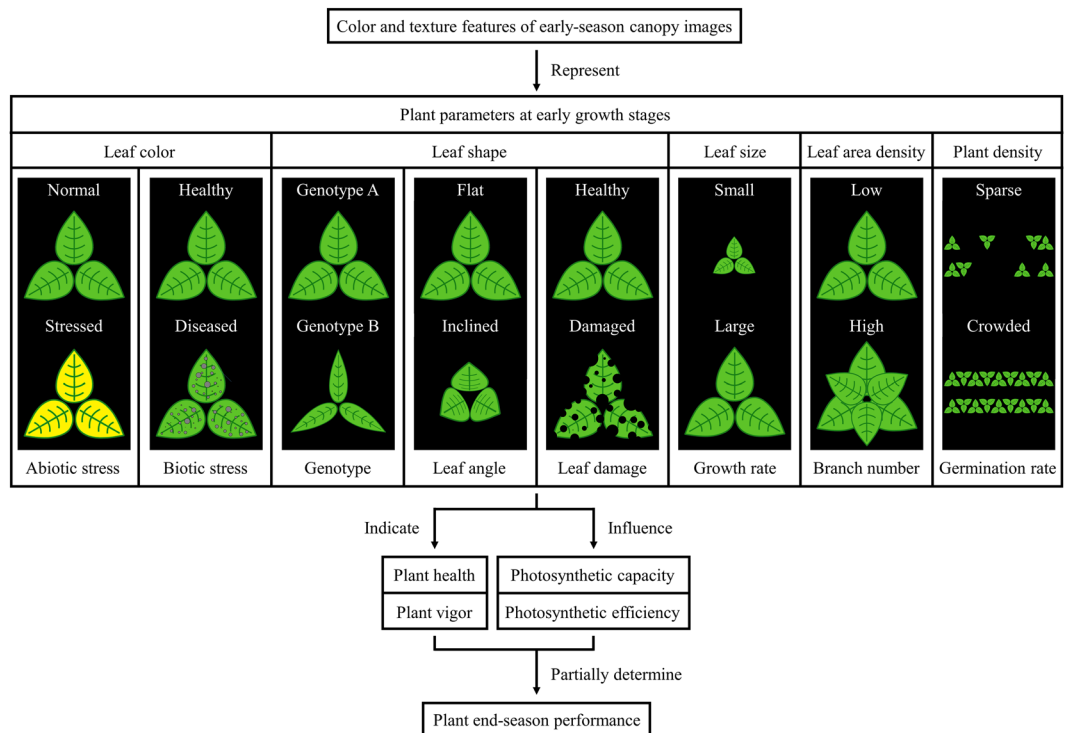 Color and texture features of early-season canopy images
Represent
Plant parameters at early growth stages
Leaf color
Leaf shape
Leaf size
Leaf area density
Plant density
Normal
Healthy
Genotype A
Flat
Healthy
Small
Low
Sparse
Stressed
Diseased
Genotype B
Inclined
Damaged
Large
High
Crowded
Abiotic stress
Biotic stress
Genotype
Leaf angle
Leaf damage
Growth rate
Branch number
Germination rate
Indicate
Influence
Plant health
Photosynthetic capacity
Plant vigor
Photosynthetic efficiency
Partially determine
Plant end-season performance